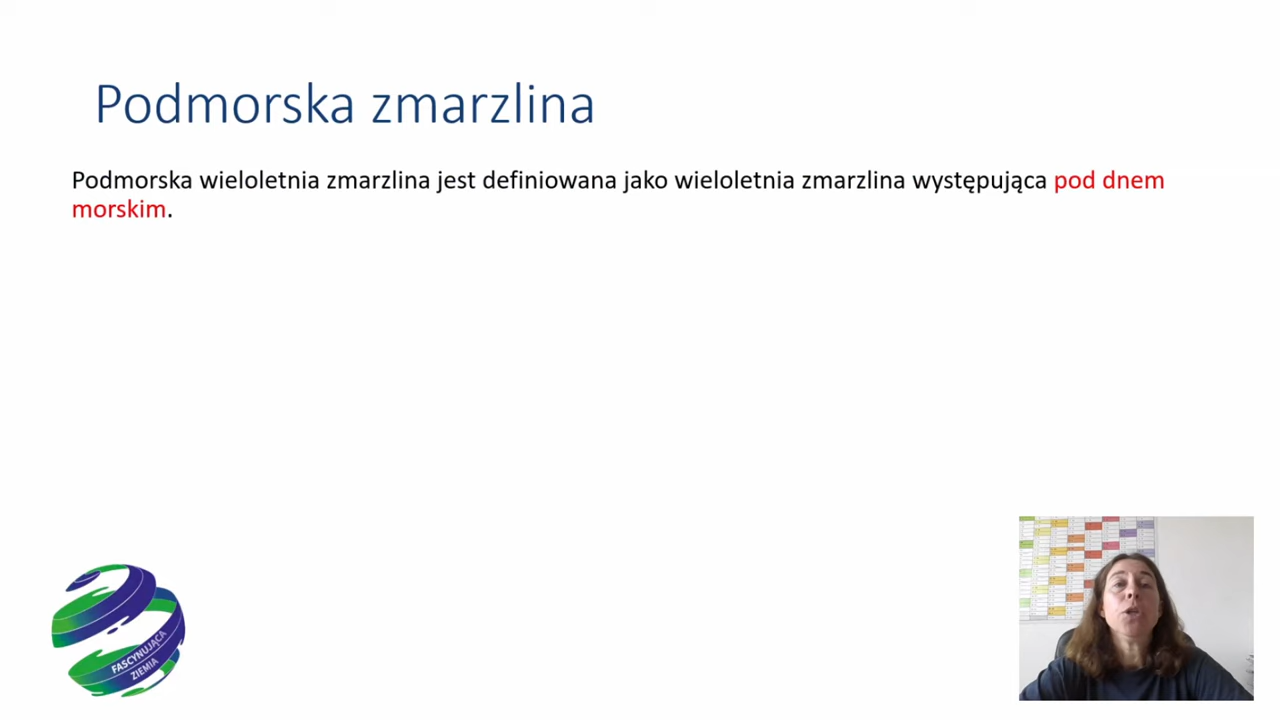 Podmorska zmarzlina
Podmorska wieloletnia zmarzlina jest definiowana jako wieloletnia zmarzlina występująca pod dnem
morskim.
FASCYNUJĄCA
ZIEMIA